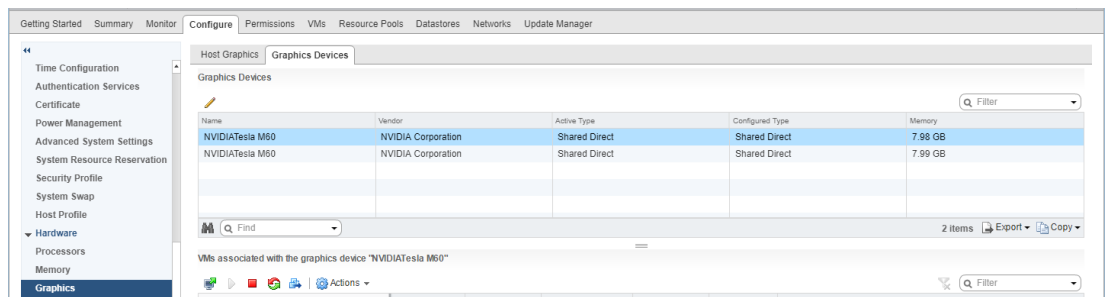 Getting Started Summary Monitor Configure Permissions VMs Resource Pools Datastores Networks Update Manager
Time Configuration
Authentication Services
Certificate
Power Management
Advanced System Settings
System Resource Reservation
Security Profile
System Swap
Host Profile
Hardware
Processors
Memory
Graphics
Host Graphics Graphics Devices
Graphics Devices
Filter
Name Vendor Active Type Configured Type Memory
NVIDIATesla M60 NVIDIA Corporation Shared Direct Shared Direct 7.98 GB
NVIDIATesla M60 NVIDIA Corporation Shared Direct Shared Direct 7.99 GB
Find 2 items Export Copy
VMs associated with the graphics device "NVIDIATesla M60"
Actions Filter